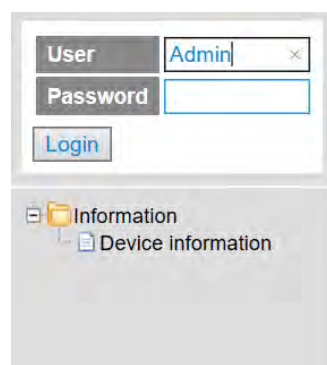 User Admin ×
Password
Login
Information
Device information